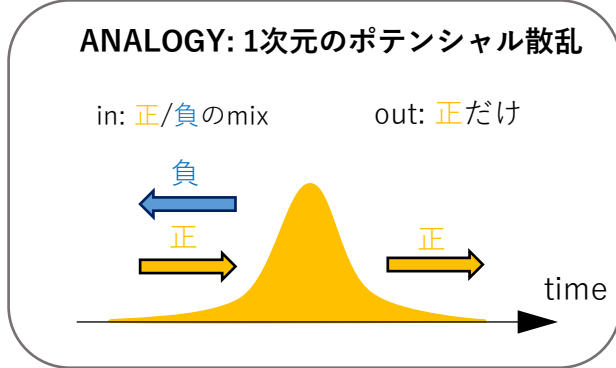 ANALOGY: 1次元のポテンシャル散乱
in: 正/負のmix
out: 正だけ
負
正
正
time